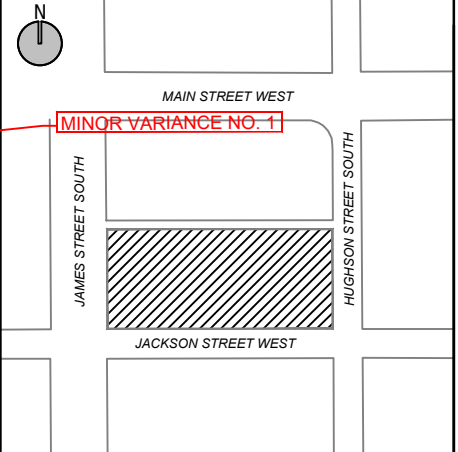 N
MAIN STREET WEST
MINOR VARIANCE NO. 1
JAMES STREET SOUTH
HUGHSON STREET SOUTH
JACKSON STREET WEST